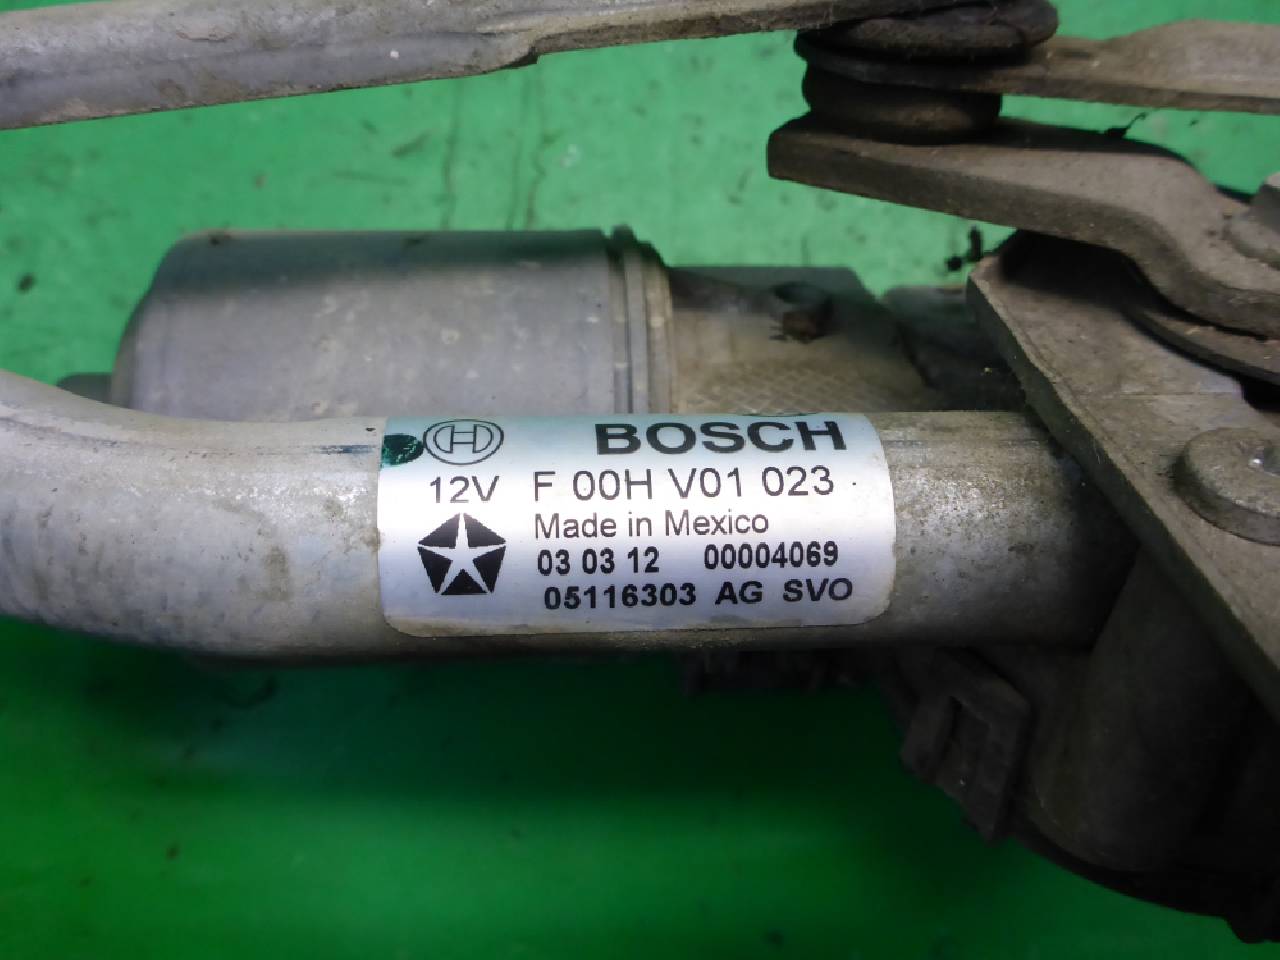 BOSCH
12V F 00H V01 023
Made in Mexico
03 03 12 00004069
05116303 AG SVO